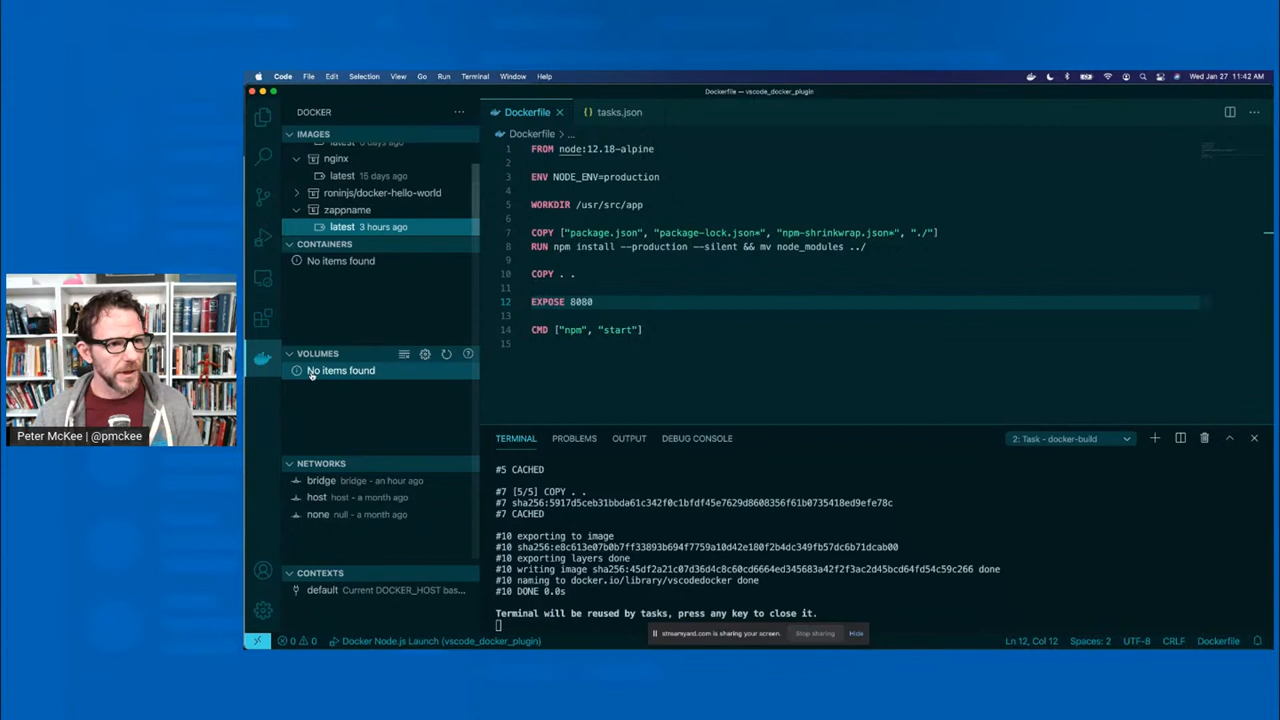 Code File Edit Selection View Go Run Terminal Window Help
Wed Jan 27 11:42 AM
Dockerfile — vscode_docker_plugin
DOCKER
IMAGES
latest 6 days ago
nginx
latest 15 days ago
roninjs/docker-hello-world
zappname
latest 3 hours ago
CONTAINERS
No items found
VOLUMES
No items found
NETWORKS
bridge bridge - an hour ago
host host - a month ago
none null - a month ago
CONTEXTS
default Current DOCKER_HOST bas...
Dockerfile
tasks.json
Dockerfile > ...
1 FROM node:12.18-alpine
2
3 ENV NODE_ENV=production
4
5 WORKDIR /usr/src/app
6
7 COPY ["package.json", "package-lock.json*", "npm-shrinkwrap.json*", "./"]
8 RUN npm install --production --silent && mv node_modules ../
9
10 COPY . .
11
12 EXPOSE 8080
13
14 CMD ["npm", "start"]
15
TERMINAL PROBLEMS OUTPUT DEBUG CONSOLE
2: Task - docker-build
#5 CACHED
#7 [5/5] COPY . .
#7 sha256:5917d5ceb31bbda61c342f0c1bfdf45e7629d8608356f61b0735418ed9efe78c
#7 CACHED
#10 exporting to image
#10 sha256:e8c613e07b0b7ff33893b694f7759a10d42e180f2b4dc349fb57dc6b71dcab00
#10 exporting layers done
#10 writing image sha256:45df2a21c07d36d4c8c60cd6664ed345683a42f2f3ac2d45bcd64fd54c59c266 done
#10 naming to docker.io/library/vscodedocker done
#10 DONE 0.0s
Terminal will be reused by tasks, press any key to close it.
streamyard.com is sharing your screen. Stop sharing Hide
0 0 Docker Node.js Launch (vscode_docker_plugin)
Ln 12, Col 12 Spaces: 2 UTF-8 CRLF Dockerfile
Peter McKee | @pmckee